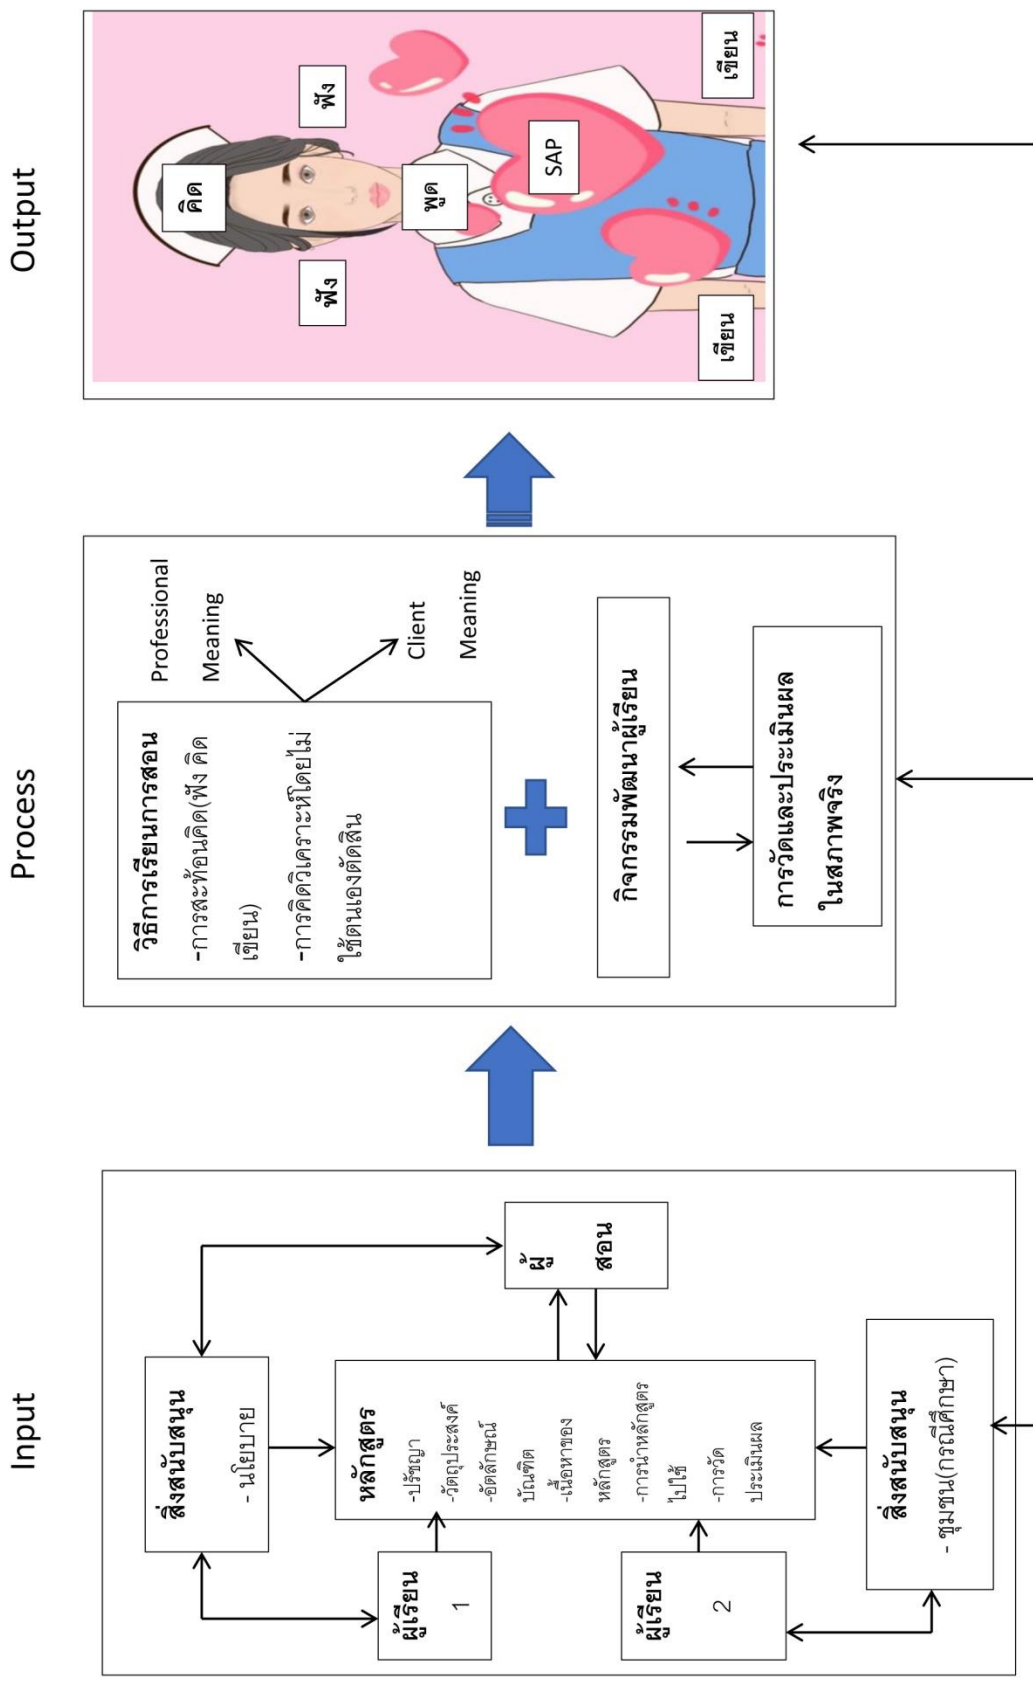 Input
สิ่งสนับสนุน
- นโยบาย
ผู้เรียน
1
ผู้เรียน
2
หลักสูตร
-ปรัชญา
-วัตถุประสงค์
-อัตลักษณ์
บัณฑิต
-เนื้อหาของ
หลักสูตร
-การนำหลักสูตร
ไปใช้
-การวัด
ประเมินผล
ผู้
สอน
สิ่งสนับสนุน
- ชุมชน(กรณีศึกษา)
Process
วิธีการเรียนการสอน
-การสะท้อนคิด(ฟัง คิด
เขียน)
-การคิดวิเคราะห์โดยไม่
ใช้ตนเองตัดสิน
Professional
Meaning
Client
Meaning
กิจกรรมพัฒนาผู้เรียน
การวัดและประเมินผล
ในสภาพจริง
Output
คิด
ฟัง
ฟัง
พูด
SAP
เขียน
เขียน